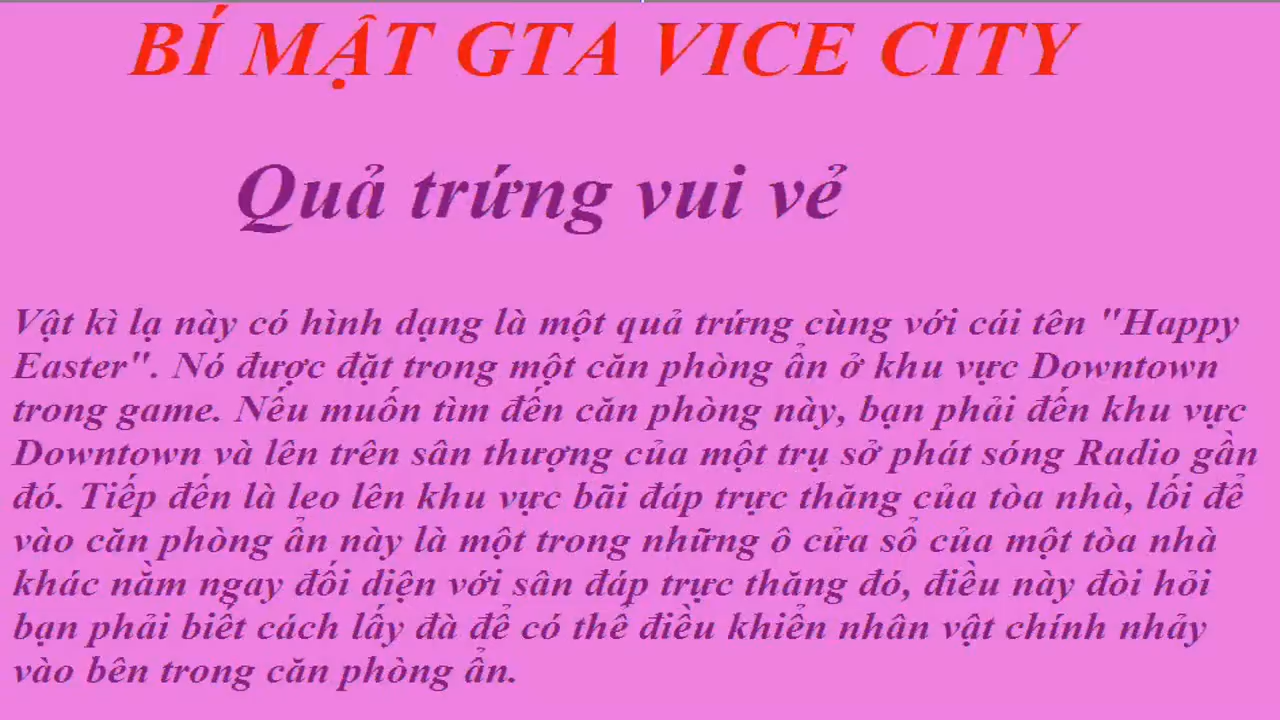 BÍ MẬT GTA VICE CITY
Quả trứng vui vẻ
Vật kì lạ này có hình dạng là một quả trứng cùng với cái tên "Happy
Easter". Nó được đặt trong một căn phòng ẩn ở khu vực Downtown
trong game. Nếu muốn tìm đến căn phòng này, bạn phải đến khu vực
Downtown và lên trên sân thượng của một trụ sở phát sóng Radio gần
đó. Tiếp đến là leo lên khu vực bãi đáp trực thăng của tòa nhà, lối để
vào căn phòng ẩn này là một trong những ô cửa sổ của một tòa nhà
khác nằm ngay đối diện với sân đáp trực thăng đó, điều này đòi hỏi
bạn phải biết cách lấy đà để có thể điều khiển nhân vật chính nhảy
vào bên trong căn phòng ẩn.